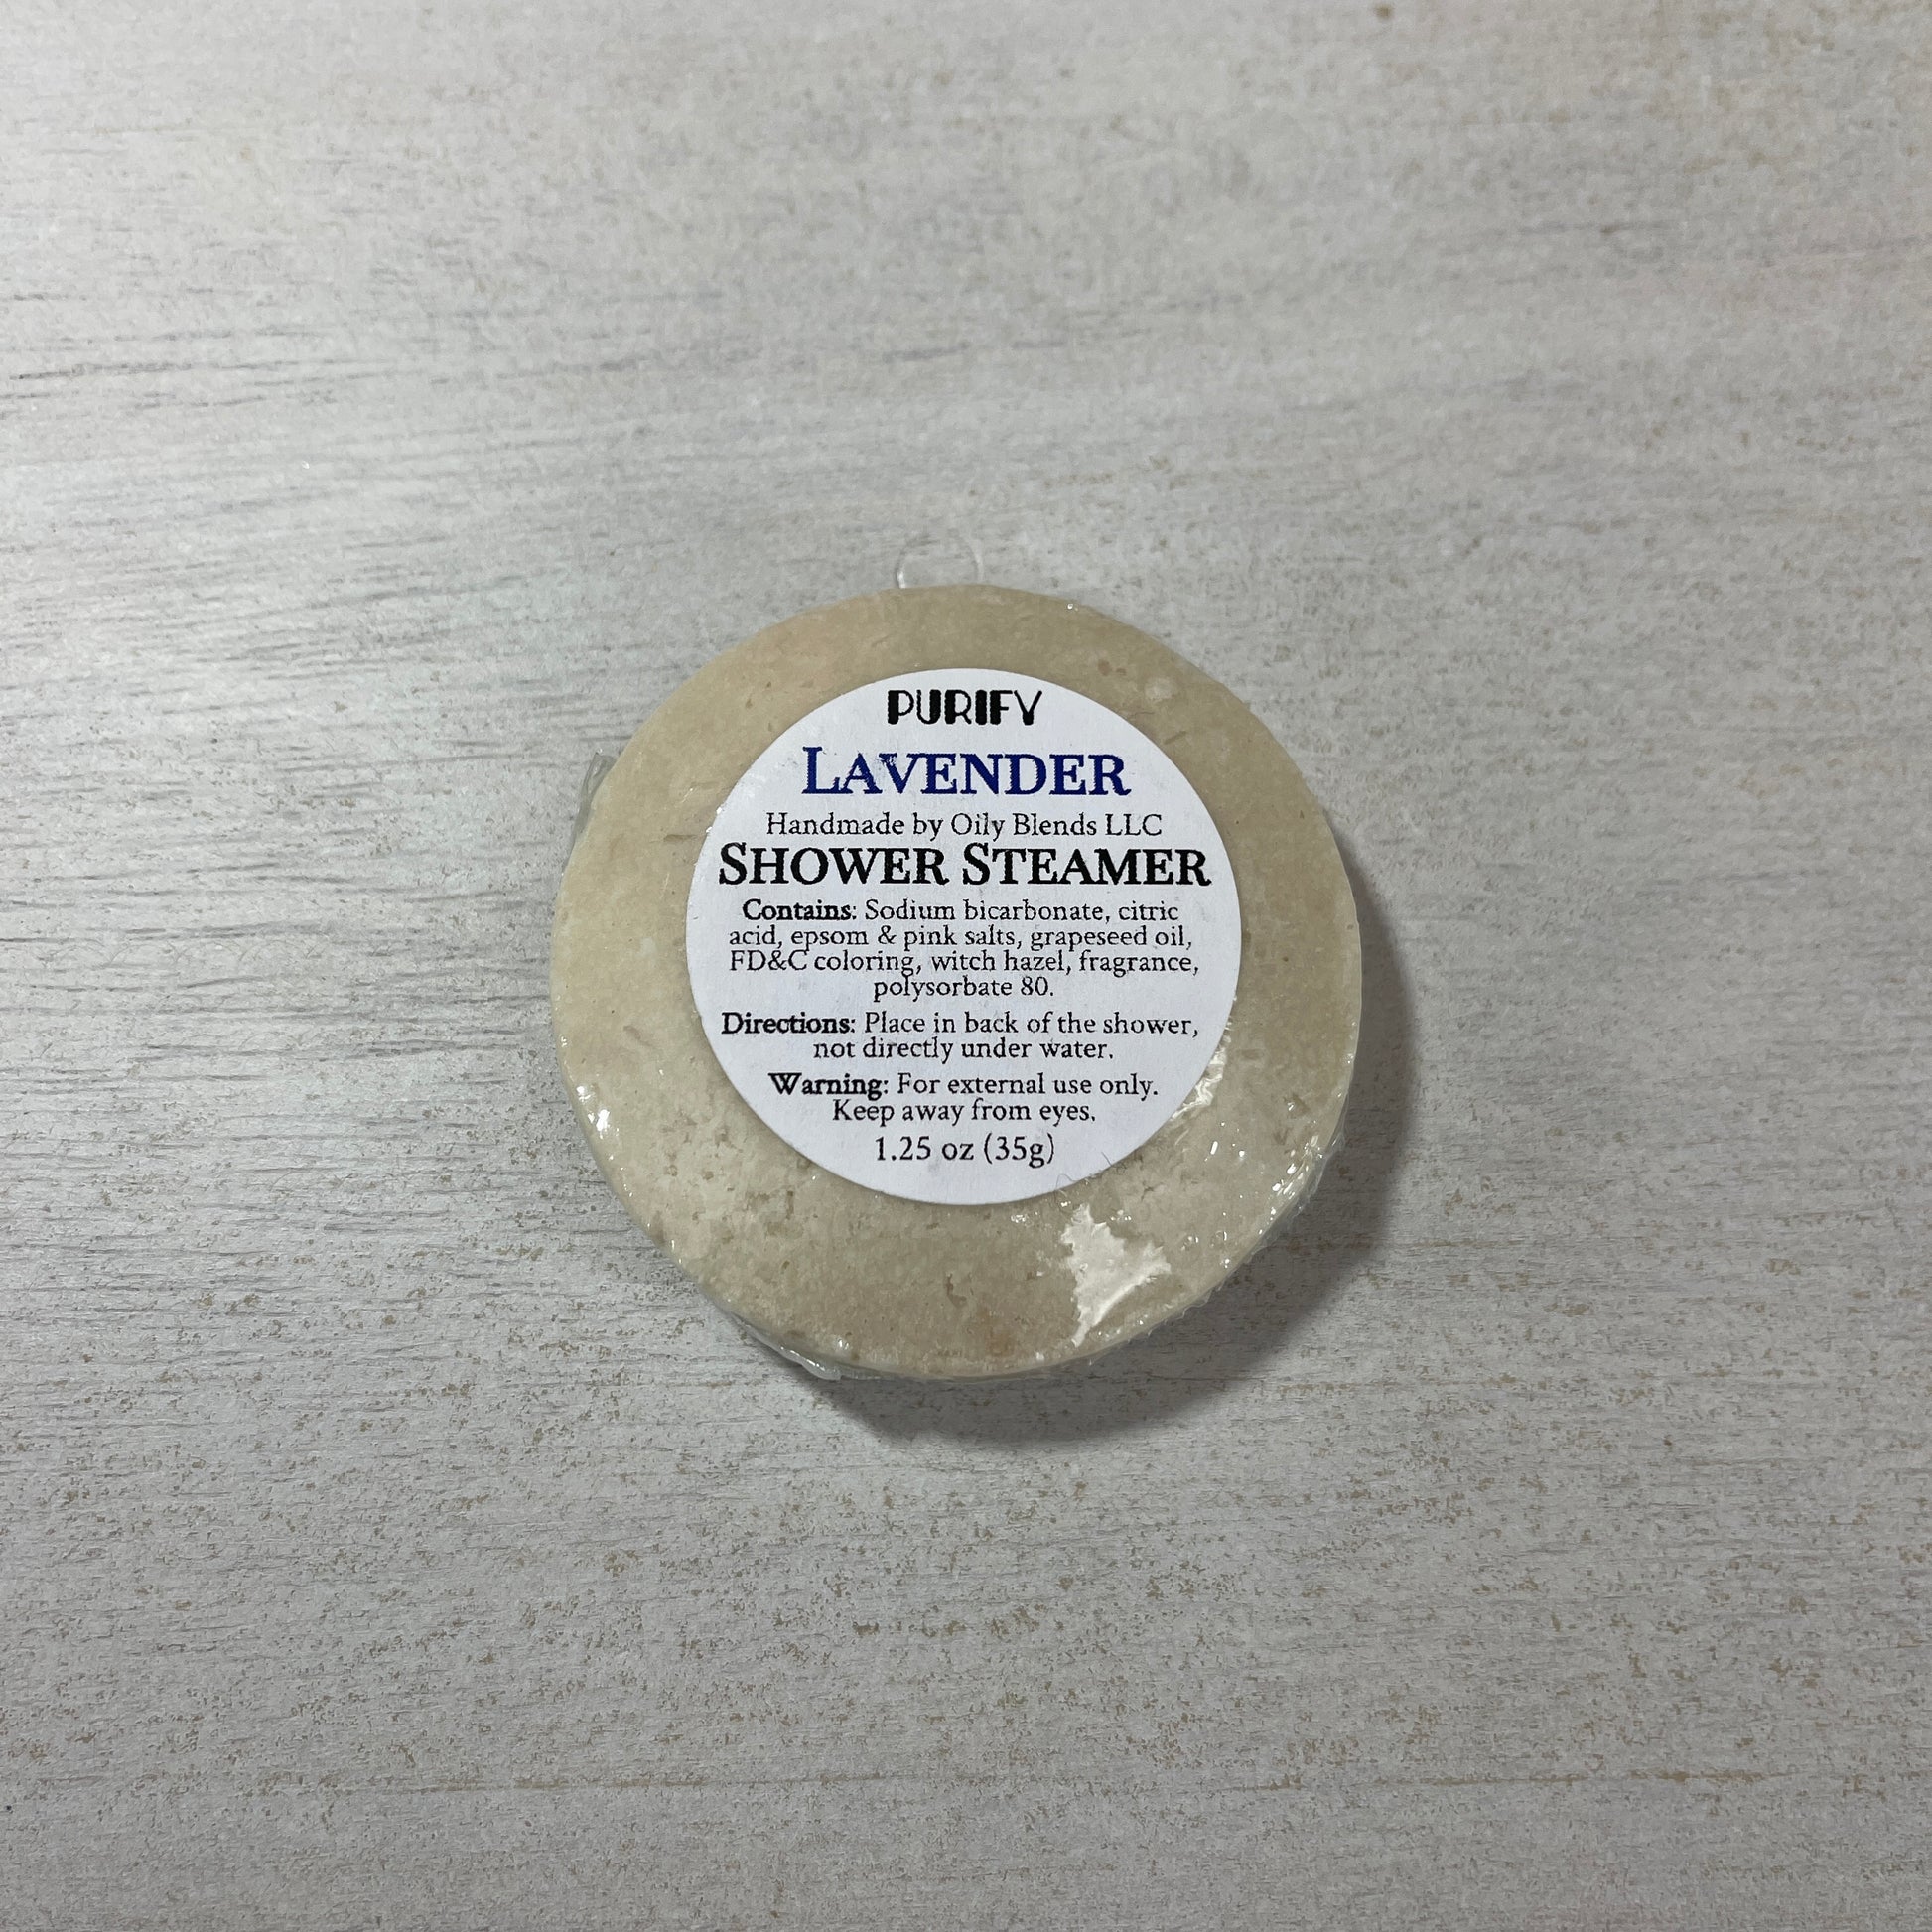 PURIFY
LAVENDER
Handmade by Oily Blends LLC
SHOWER STEAMER
Contains: Sodium bicarbonate, citric
acid, epsom & pink salts, grapeseed oil,
FD&C coloring, witch hazel, fragrance,
polysorbate 80.
Directions: Place in back of the shower,
not directly under water.
Warning: For external use only.
Keep away from eyes.
1.25 oz (35g)